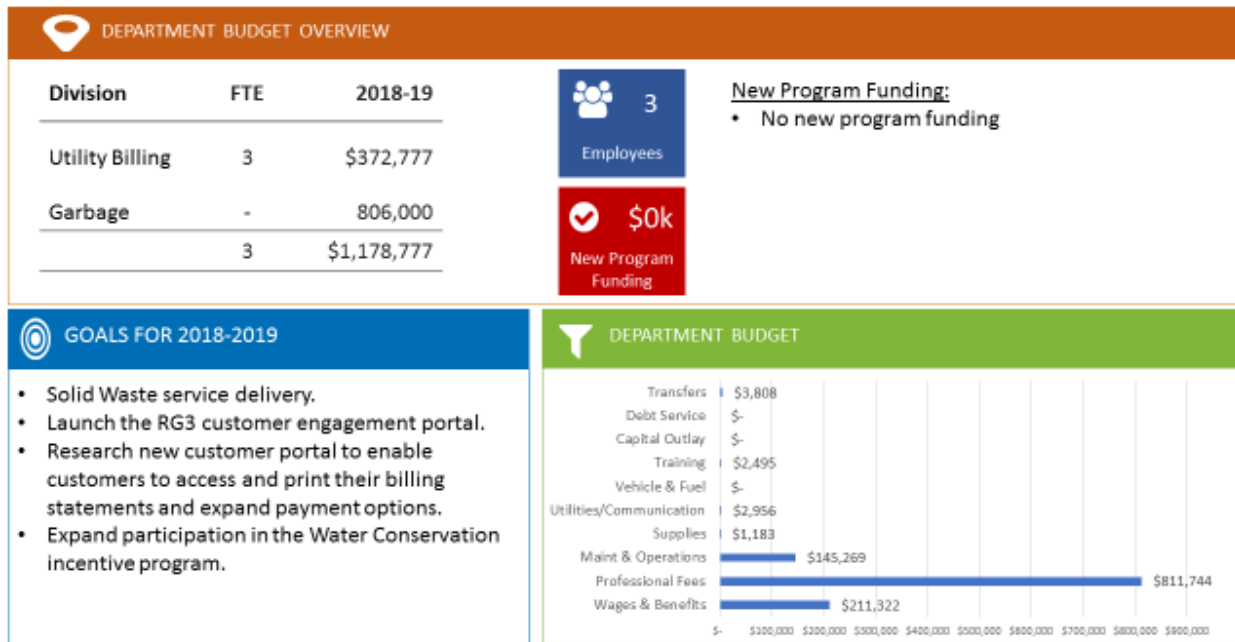 DEPARTMENT BUDGET OVERVIEW
Division FTE 2018-19
Utility Billing 3 $372,777
Garbage - 806,000
3 $1,178,777
3
Employees
$0k
New Program
Funding
New Program Funding:
• No new program funding
GOALS FOR 2018-2019
• Solid Waste service delivery.
• Launch the RG3 customer engagement portal.
• Research new customer portal to enable
customers to access and print their billing
statements and expand payment options.
• Expand participation in the Water Conservation
incentive program.
DEPARTMENT BUDGET
Transfers $3,808
Debt Service $-
Capital Outlay $-
Training $2,495
Vehicle & Fuel $-
Utilities/Communication $2,956
Supplies $1,183
Maint & Operations $145,269
Professional Fees $811,744
Wages & Benefits $211,322
$- $100,000 $200,000 $300,000 $400,000 $500,000 $600,000 $700,000 $800,000 $900,000